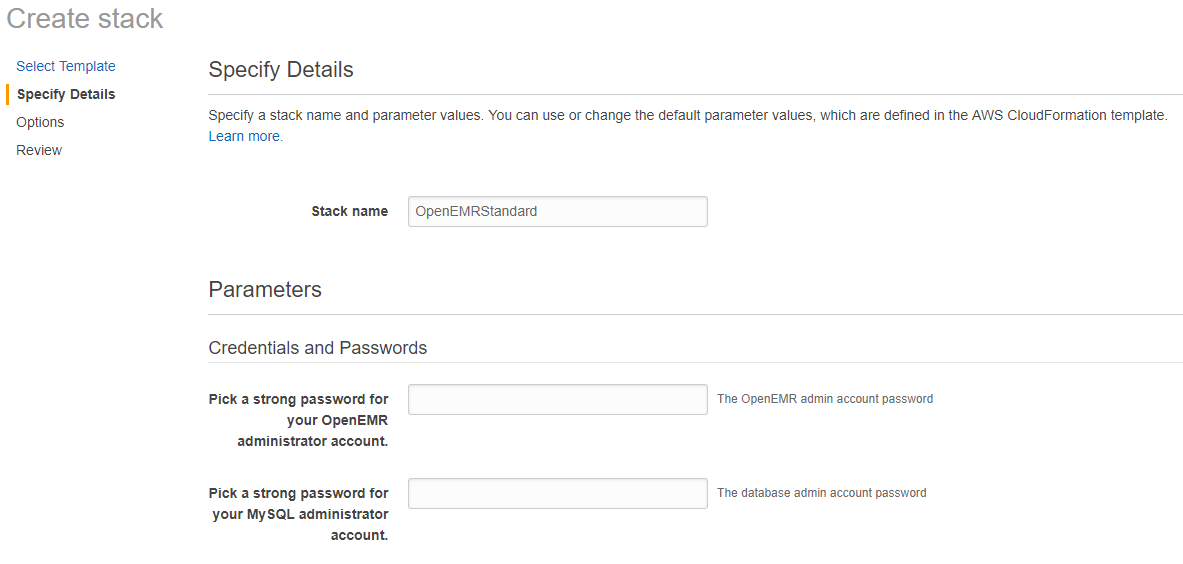 Create stack
Select Template
Specify Details
Options
Review
Specify Details
Specify a stack name and parameter values. You can use or change the default parameter values, which are defined in the AWS CloudFormation template.
Learn more.
Stack name
OpenEMRStandard
Parameters
Credentials and Passwords
Pick a strong password for
your OpenEMR
administrator account.
The OpenEMR admin account password
Pick a strong password for
your MySQL administrator
account.
The database admin account password